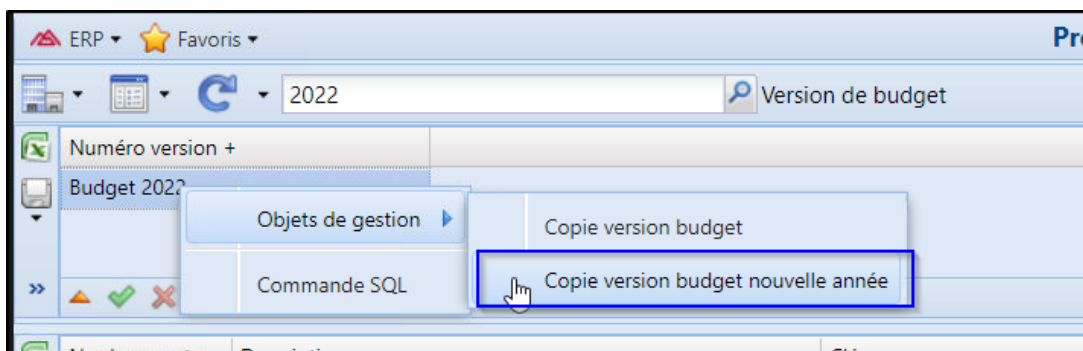 ERP Favoris
2022 Version de budget
Numéro version +
Budget 2022
Objets de gestion
Copie version budget
Commande SQL
Copie version budget nouvelle année